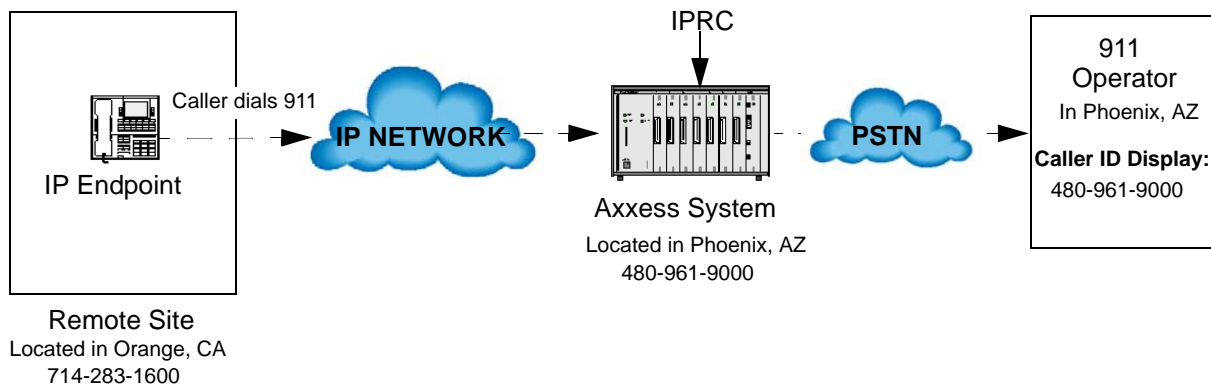 IPRC
911
Operator
In Phoenix, AZ
Caller ID Display:
480-961-9000
Caller dials 911
IP NETWORK
PSTN
IP Endpoint
Axxess System
Located in Phoenix, AZ
480-961-9000
Remote Site
Located in Orange, CA
714-283-1600